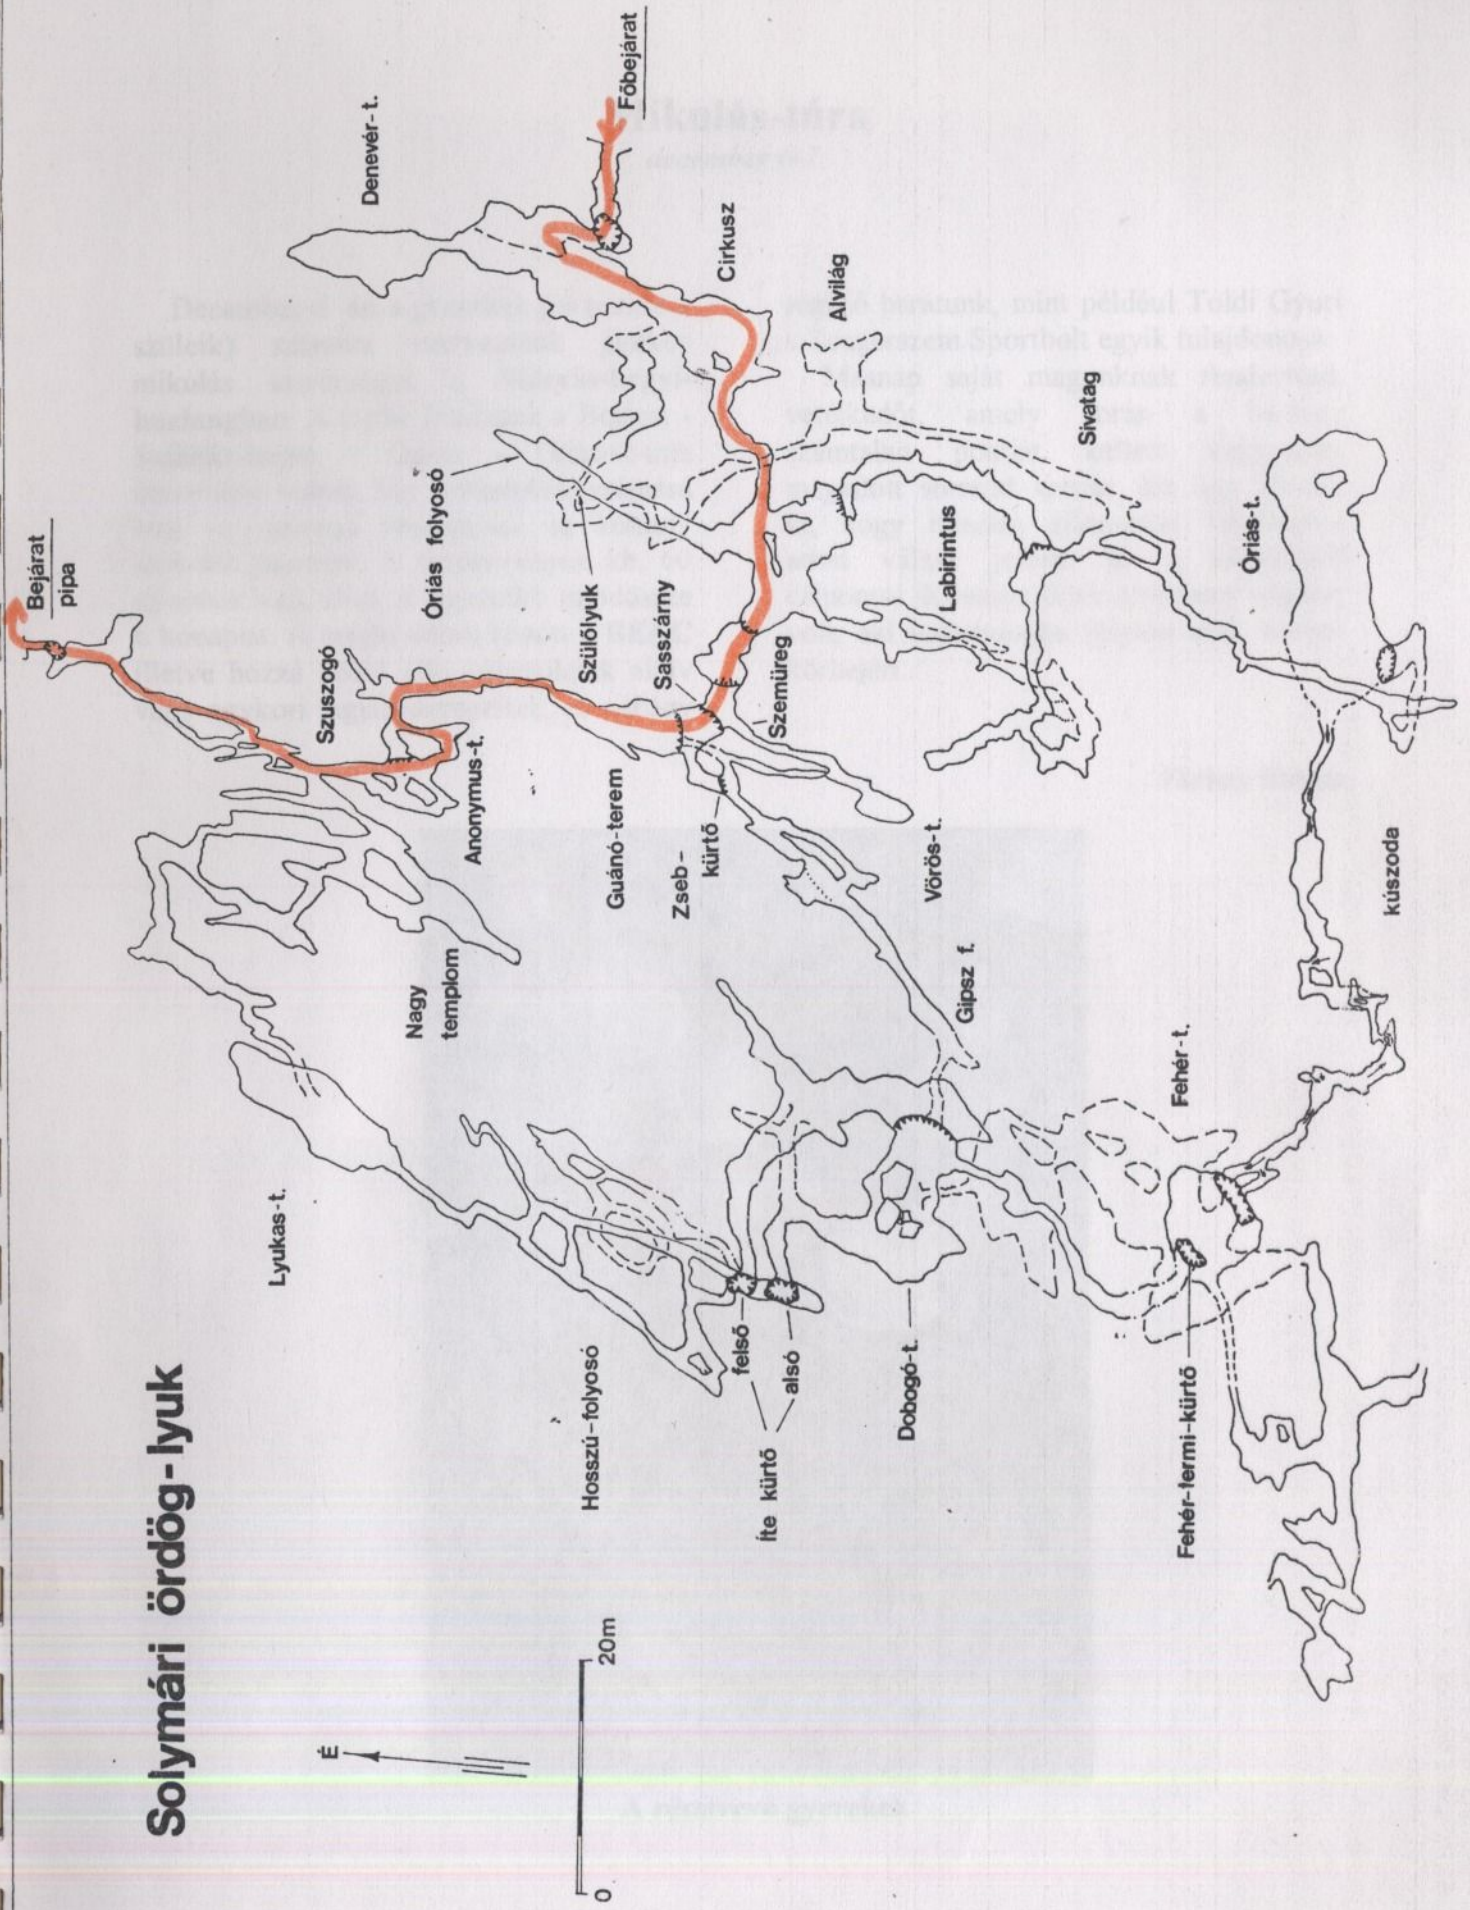 Solymári ördög-lyuk
É
0
20m
Bejárat
pipa
Szuszogó
Anonymus-t.
Nagy
templom
Lyukas-t.
Hosszú-folyosó
Denevér-t.
Főbejárat
Óriás folyosó
Szülőlyuk
Sasszárny
Cirkusz
Alvilág
Szemüreg
Guánó-terem
Zseb-
kürtő
Labirintus
Sivatag
Óriás-t.
Vörös-t.
Gipsz f.
Íte kürtő
felső
alsó
Dobogó-t.
Fehér-t.
Fehér-termi-kürtő
kúszoda